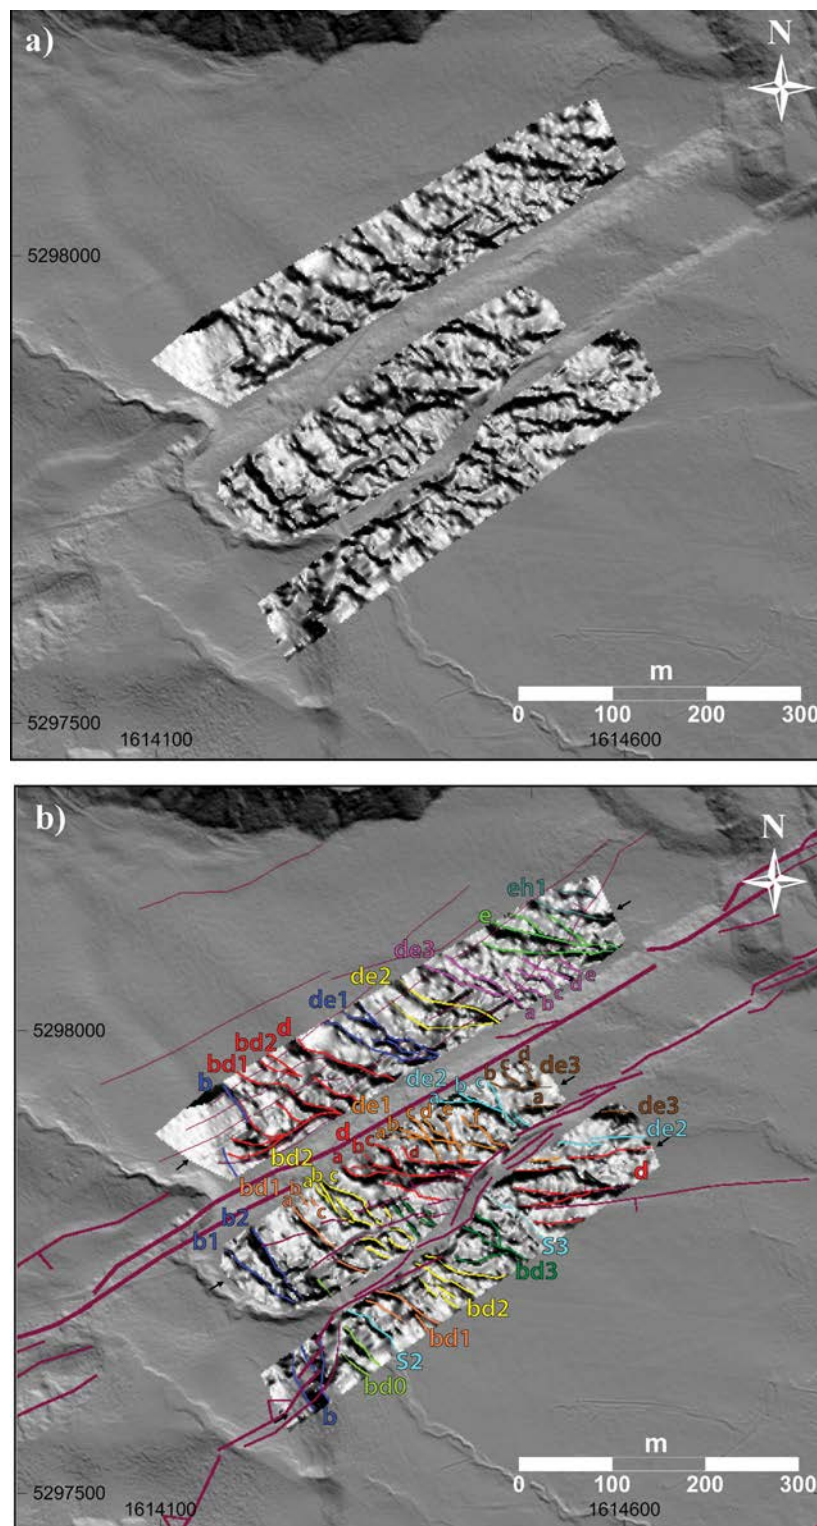 a)
N
5298000
m
0 100 200 300
5297500
1614100
1614600
b)
N
eh1
e
de3
de2
de1
d
bd2
bd1
b
a b c d e
5298000
d
c
b
a
de3
de2
a b c
de1
a b c d e f
d
a b c d
bd2
a b c
bd1
a b c
b2
b1
de3
de2
d
S3
bd3
bd2
bd1
S2
bd0
b
m
0 100 200 300
5297500
1614100
1614600